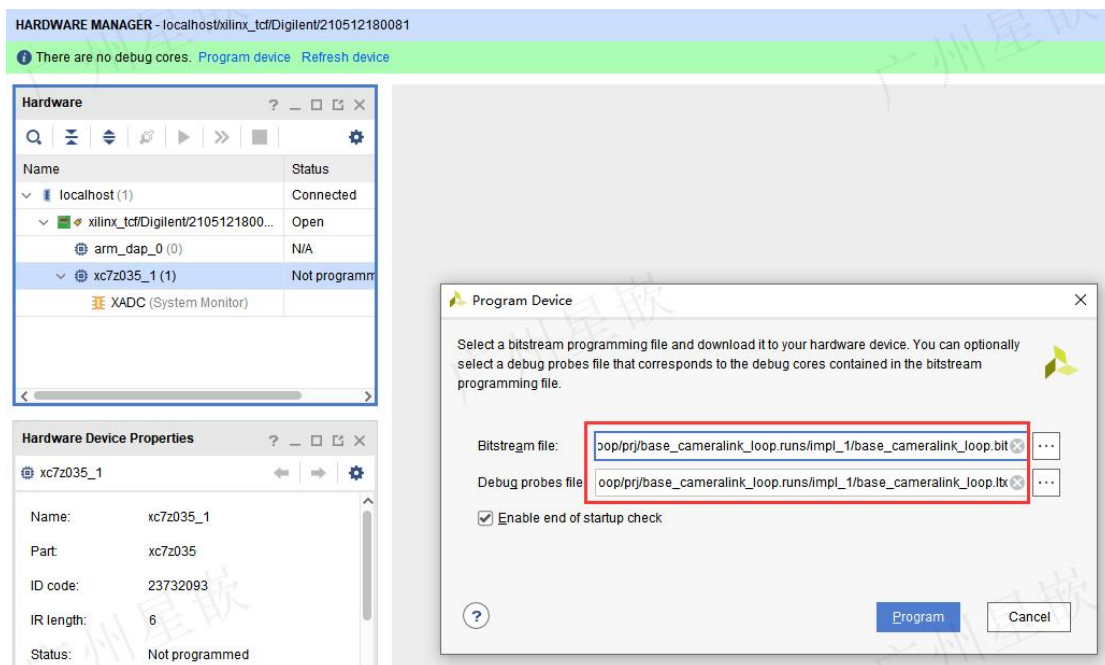 HARDWARE MANAGER - localhost/xilinx_tcf/Digilent/210512180081
There are no debug cores. Program device Refresh device
Hardware
Name Status
localhost (1) Connected
xilinx_tcf/Digilent/2105121800... Open
arm_dap_0 (0) N/A
xc7z035_1 (1) Not programm
XADC (System Monitor)
Hardware Device Properties
xc7z035_1
Name: xc7z035_1
Part: xc7z035
ID code: 23732093
IR length: 6
Status: Not programmed
Program Device
Select a bitstream programming file and download it to your hardware device. You can optionally
select a debug probes file that corresponds to the debug cores contained in the bitstream
programming file.
Bitstream file: oop/prj/base_cameralink_loop.runs/impl_1/base_cameralink_loop.bit
Debug probes file oop/prj/base_cameralink_loop.runs/impl_1/base_cameralink_loop.ltx
Enable end of startup check
Program Cancel
广州星嵌